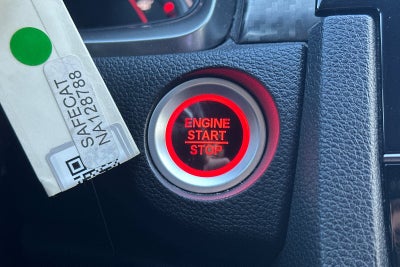 SAFECAT
NA128788
ENGINE
START
STOP